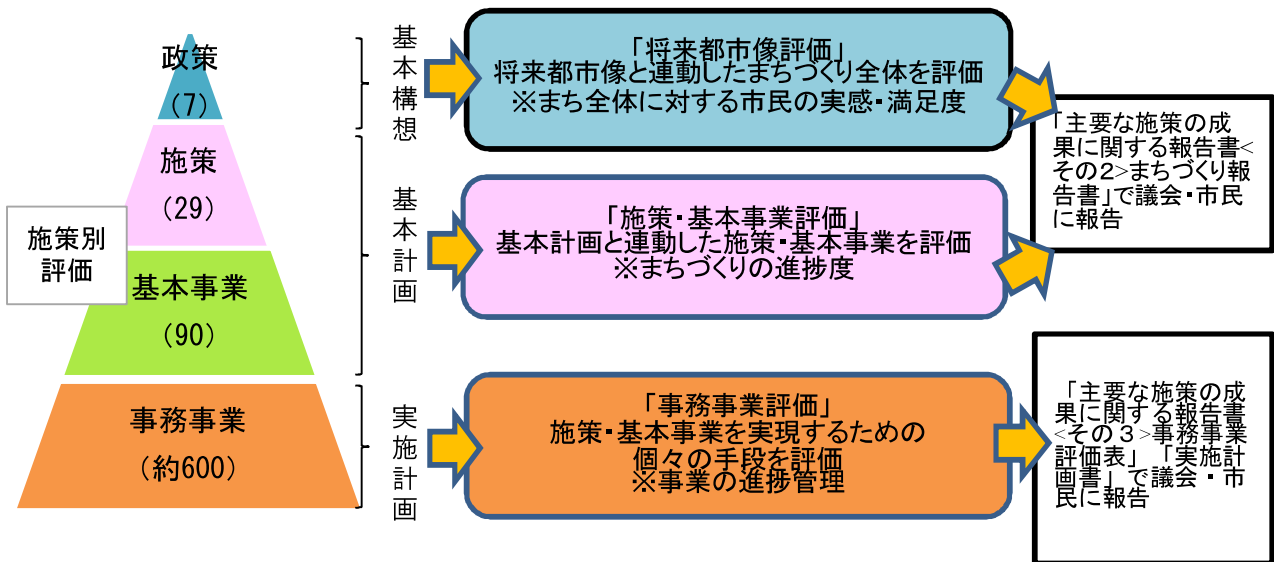 政策
（7）
施策
（29）
基本事業
（90）
事務事業
（約600）
施策別
評価
基本構想
基本計画
実施計画
「将来都市像評価」
将来都市像と連動したまちづくり全体を評価
※まち全体に対する市民の実感・満足度
「施策・基本事業評価」
基本計画と連動した施策・基本事業を評価
※まちづくりの進捗度
「事務事業評価」
施策・基本事業を実現するための
個々の手段を評価
※事業の進捗管理
「主要な施策の成
果に関する報告書<
その2>まちづくり報
告書」で議会・市民
に報告
「主要な施策の成
果に関する報告書
<その３>事務事業
評価表」「実施計
画書」で議会・市
民に報告